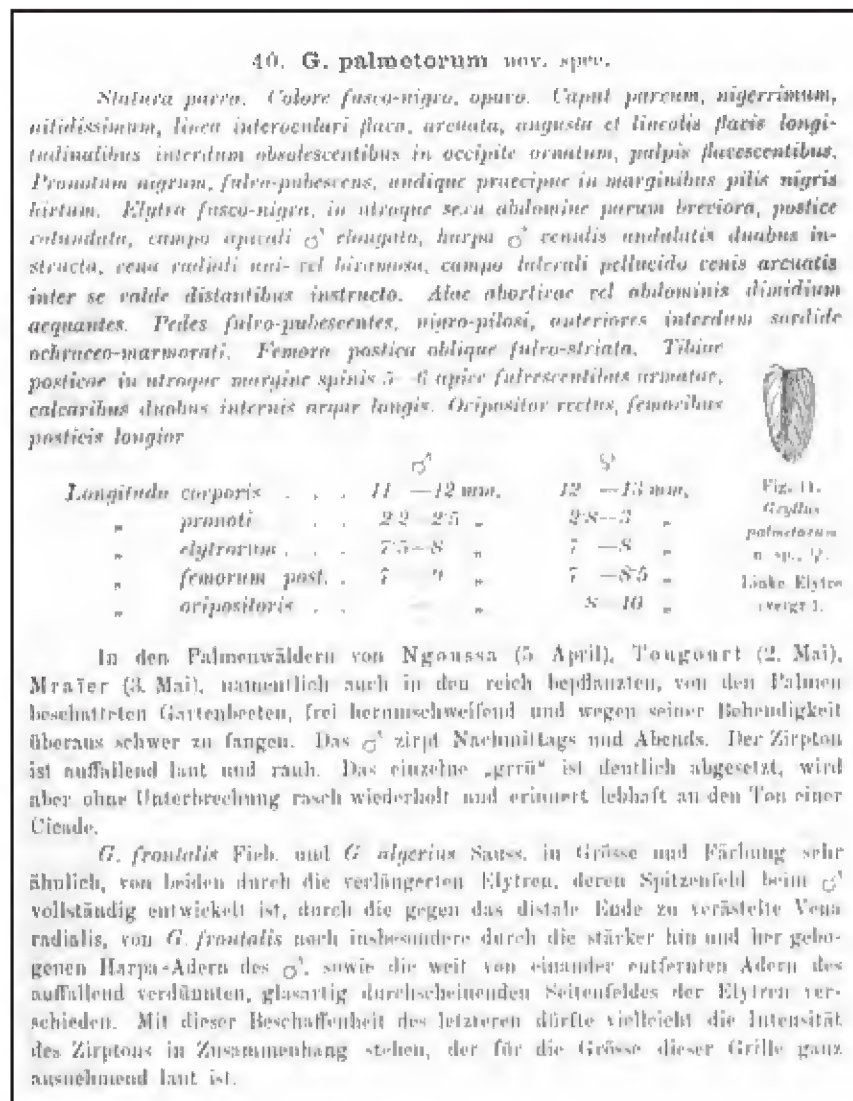 40. G. palmetorum nov. spec.
Statura parva. Colore fusco-nigro, opaco. Caput parvum, nigerrimum,
nitidissimum, linea interoculari flava, arcuata, angusta et lineolis flavis longi-
tudinalibus interdum obsolescentibus in occipite ornatum, palpis flavescentibus.
Pronotum nigrum, fulvo-pubescens, undique praecipue in marginibus pilis nigris
hirtum. Elytra fusco-nigra, in utroque sexu abdomine parum breviora, postice
rotundata, campo apicali ♂ elongato, harpa ♂ venulis undulatis duabus in-
structa, vena radiali uni- vel biramosa, campo laterali pellucido venis arcuatis
inter se valde distantibus instructo. Alae abortivae vel abdominis dimidium
aequantes. Pedes fulvo-pubescentes, nigro-pilosi, anteriores interdum sordide
ochraceo-marmorati. Femora postica oblique fulvo-striata. Tibiae
posticae in utroque margine spinis 5—6 apice fulvescentibus armatae,
calcaribus duobus internis aeque longis. Ovipositor rectus, femoribus
posticis longior
♂ ♀
Longitudo corporis . . . 11 —12 mm. 12 —13 mm.
„ pronoti . . 2·2—2·5 „ 2·8—3 „
„ elytrorum . . 7·5—8 „ 7 —8 „
„ femorum post. . 7 „ 7 —8·5 „
„ ovipositoris . . — „ 8—10 „
Fig. 11.
Gryllus
palmetorum
n. sp., ♀.
Linke Elytre
(vergr.).
In den Palmenwäldern von Ngoussa (5. April), Tougourt (2. Mai),
Mraïer (3. Mai), namentlich auch in den reich bepflanzten, von den Palmen
beschatteten Gartenbeeten, frei herumschweifend und wegen seiner Behendigkeit
überaus schwer zu fangen. Das ♂ zirpt Nachmittags und Abends. Der Zirpton
ist auffallend laut und rauh. Das einzelne „grrü“ ist deutlich abgesetzt, wird
aber ohne Unterbrechung rasch wiederholt und erinnert lebhaft an den Ton einer
Cicade.
G. frontalis Fieb. und G. algerius Sauss. in Grösse und Färbung sehr
ähnlich, von beiden durch die verlängerten Elytren, deren Spitzenfeld beim ♂
vollständig entwickelt ist, durch die gegen das distale Ende zu verästelte Vena
radialis, von G. frontalis noch insbesondere durch die stärker hin und her gebo-
genen Harpa-Adern des ♂, sowie die weit von einander entfernten Adern des
auffallend verdünnten, glasartig durchscheinenden Seitenfeldes der Elytren ver-
schieden. Mit dieser Beschaffenheit des letzteren dürfte vielleicht die Intensität
des Zirptons in Zusammenhang stehen, der für die Grösse dieser Grille ganz
ausnehmend laut ist.